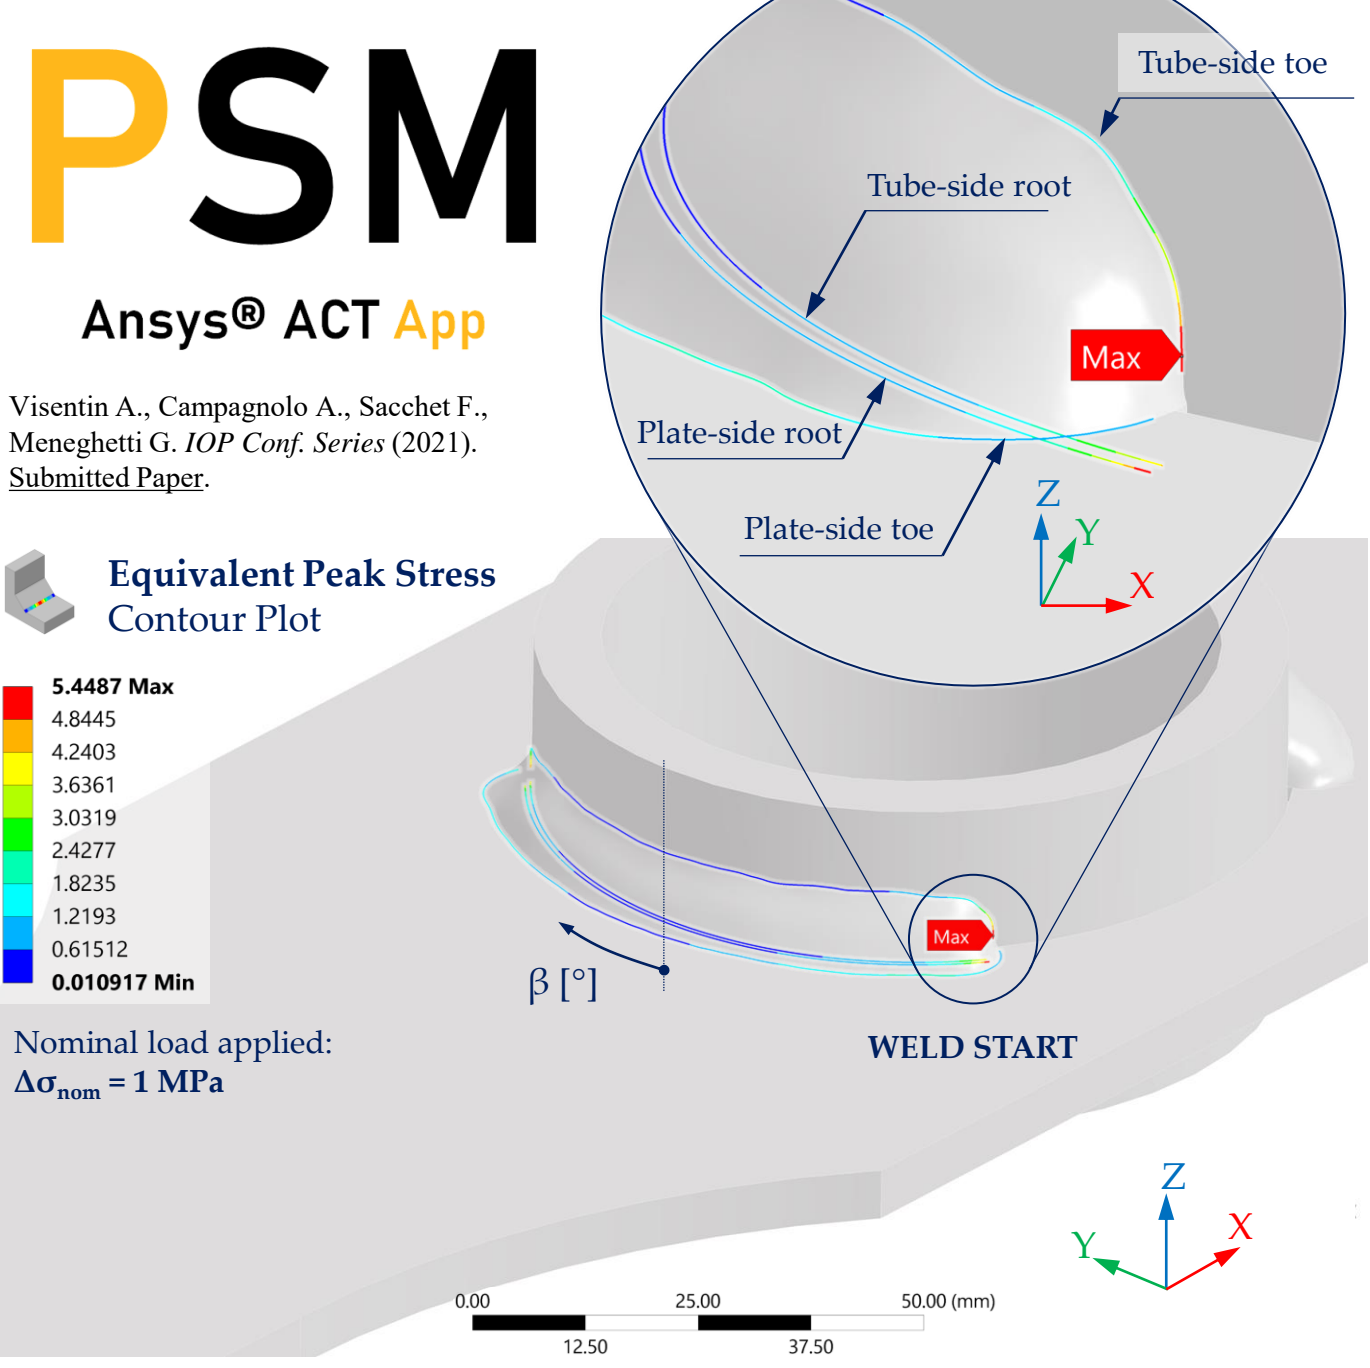 PSM
Ansys® ACT App
Visentin A., Campagnolo A., Sacchet F.,
Meneghetti G. IOP Conf. Series (2021).
Submitted Paper.
Equivalent Peak Stress
Contour Plot
5.4487 Max
4.8445
4.2403
3.6361
3.0319
2.4277
1.8235
1.2193
0.61512
0.010917 Min
Nominal load applied:
Δσnom = 1 MPa
Tube-side toe
Tube-side root
Max
Plate-side root
Plate-side toe
Z
Y
X
Max
β [°]
WELD START
Z
Y
X
0.00 25.00 50.00 (mm)
12.50 37.50